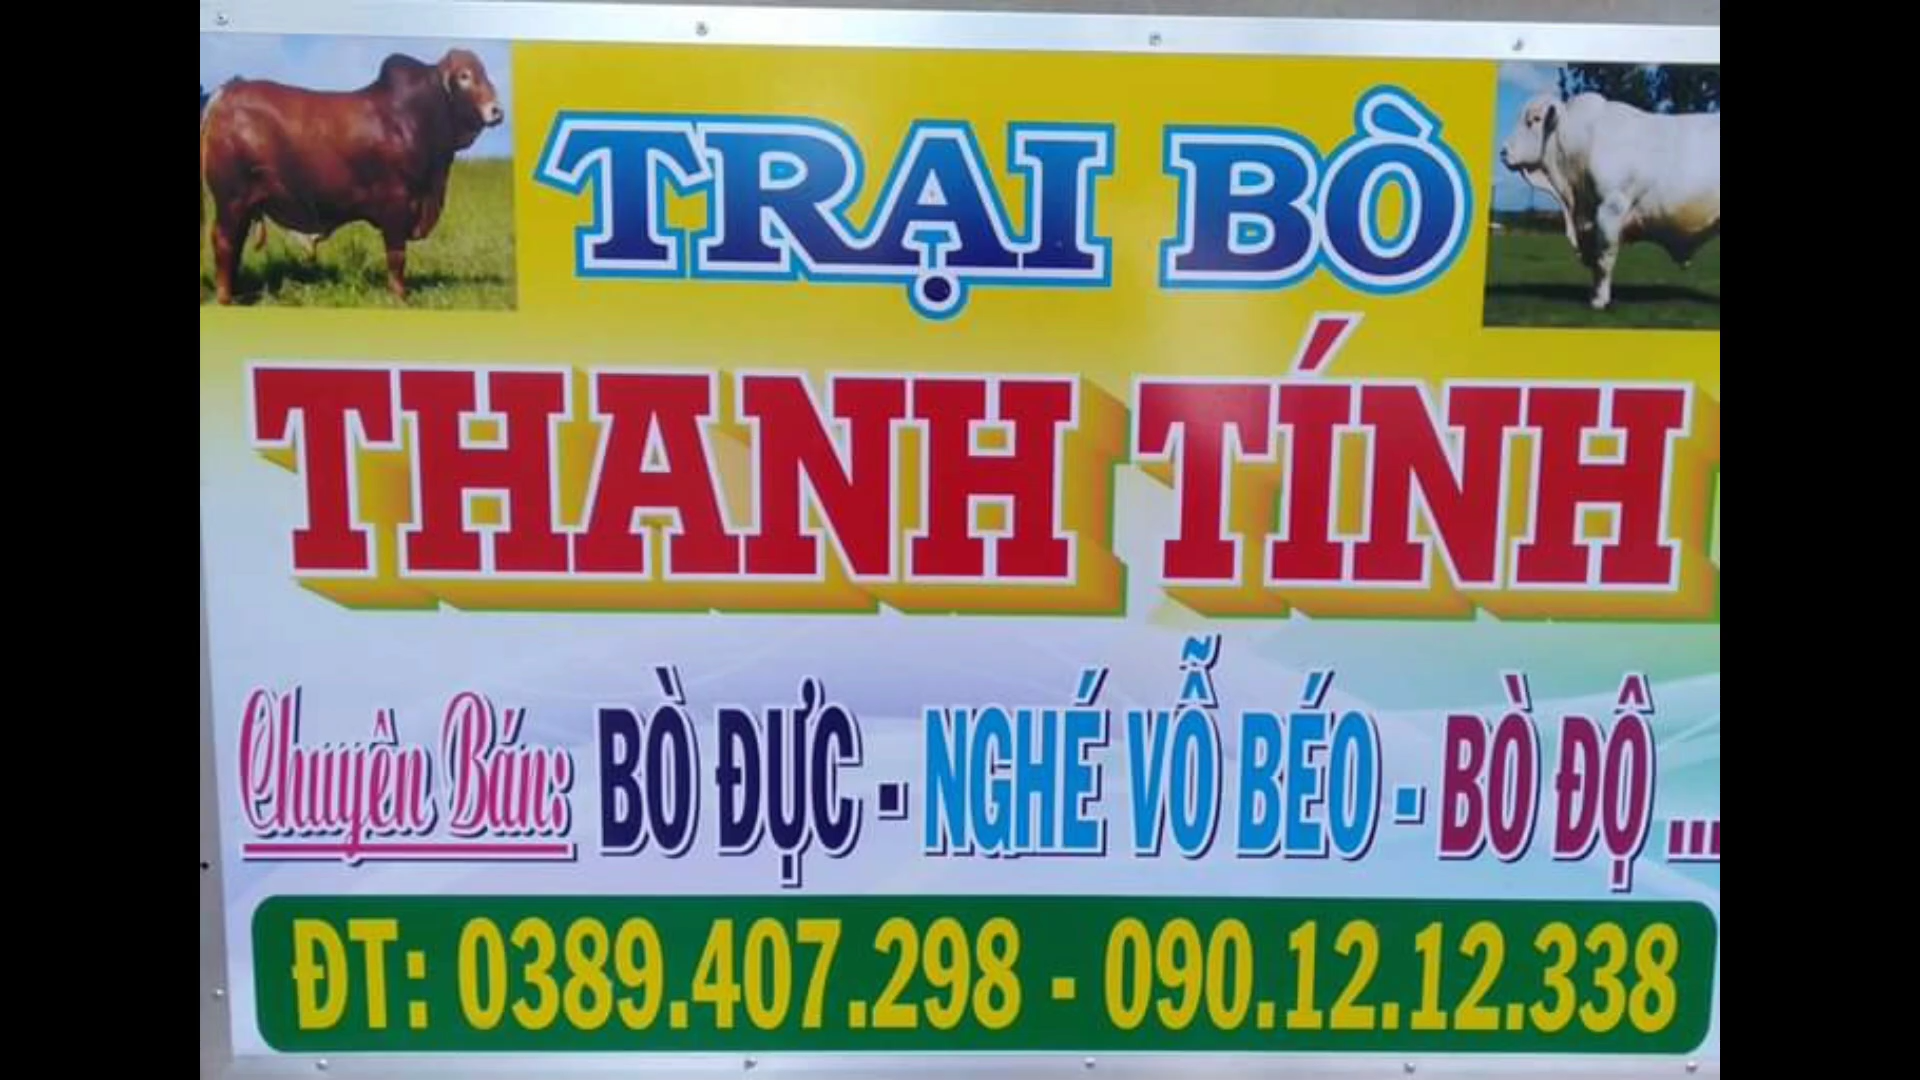 TRẠI BÒ
THANH TÍNH
Chuyên Bán: BÒ ĐỰC - NGHÉ VỖ BÉO - BÒ ĐỘ ...
ĐT: 0389.407.298 - 090.12.12.338